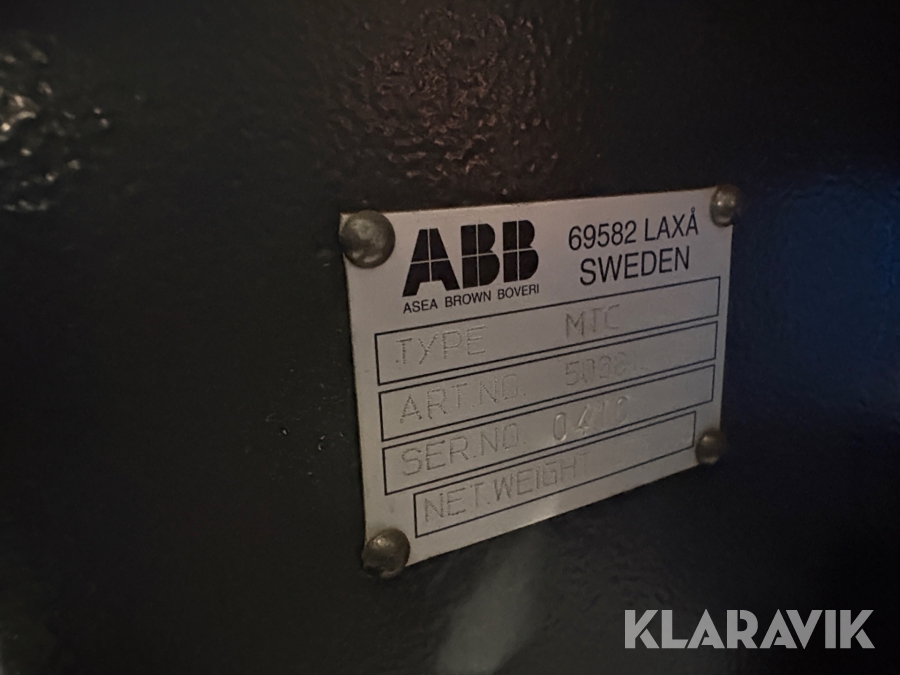 ABB
ASEA BROWN BOVERI
69582 LAXÅ
SWEDEN
TYPE MTC
ART.NO.
SER.NO.
NET.WEIGHT
KLARAVIK